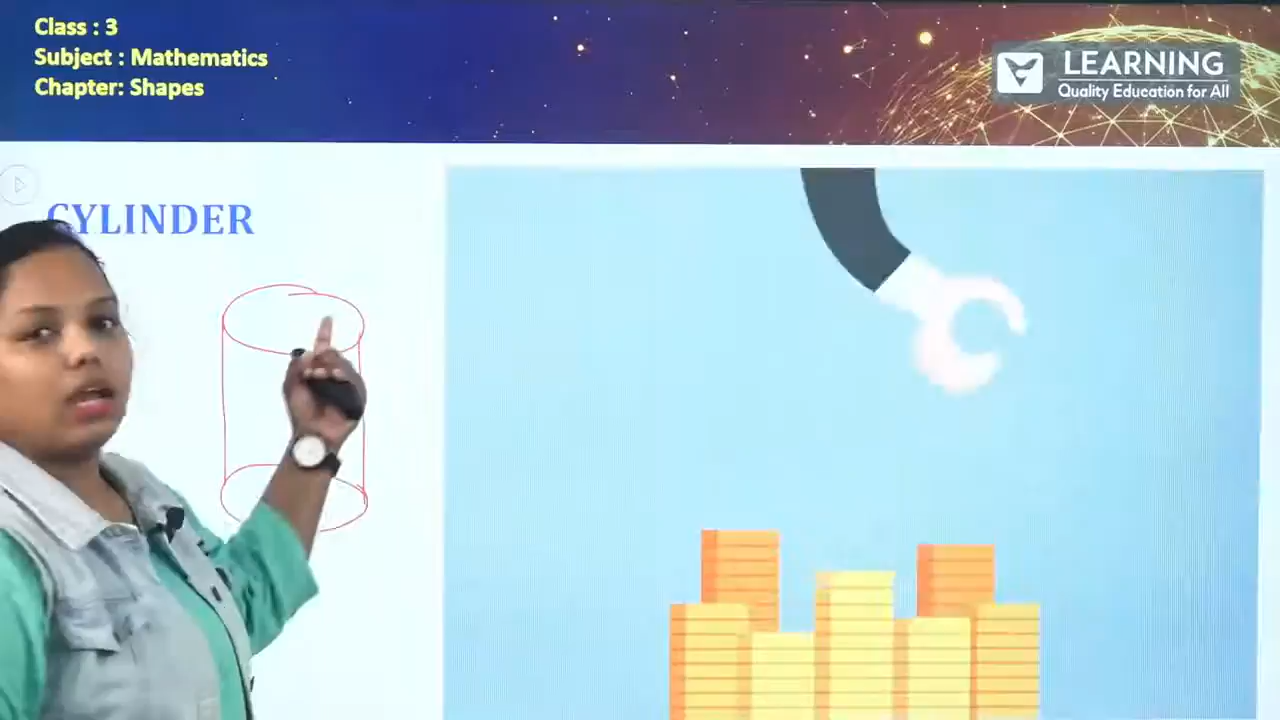 Class : 3
Subject : Mathematics
Chapter: Shapes
LEARNING
Quality Education for All
CYLINDER